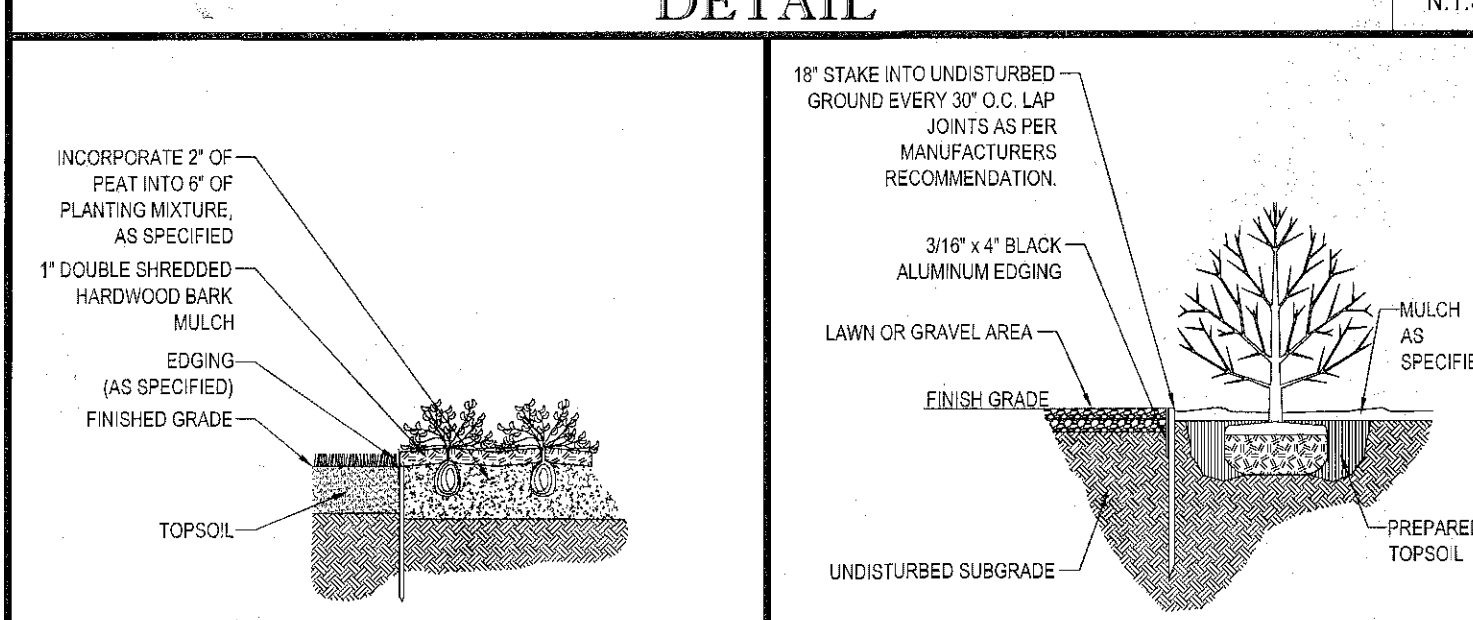 DETAIL
INCORPORATE 2" OF
PEAT INTO 6" OF
PLANTING MIXTURE,
AS SPECIFIED
1" DOUBLE SHREDDED
HARDWOOD BARK
MULCH
EDGING
(AS SPECIFIED)
FINISHED GRADE
TOPSOIL
18" STAKE INTO UNDISTURBED
GROUND EVERY 30" O.C. LAP
JOINTS AS PER
MANUFACTURERS
RECOMMENDATION.
3/16" x 4" BLACK
ALUMINUM EDGING
LAWN OR GRAVEL AREA
FINISH GRADE
UNDISTURBED SUBGRADE
MULCH
AS
PREPARED
TOPSOIL